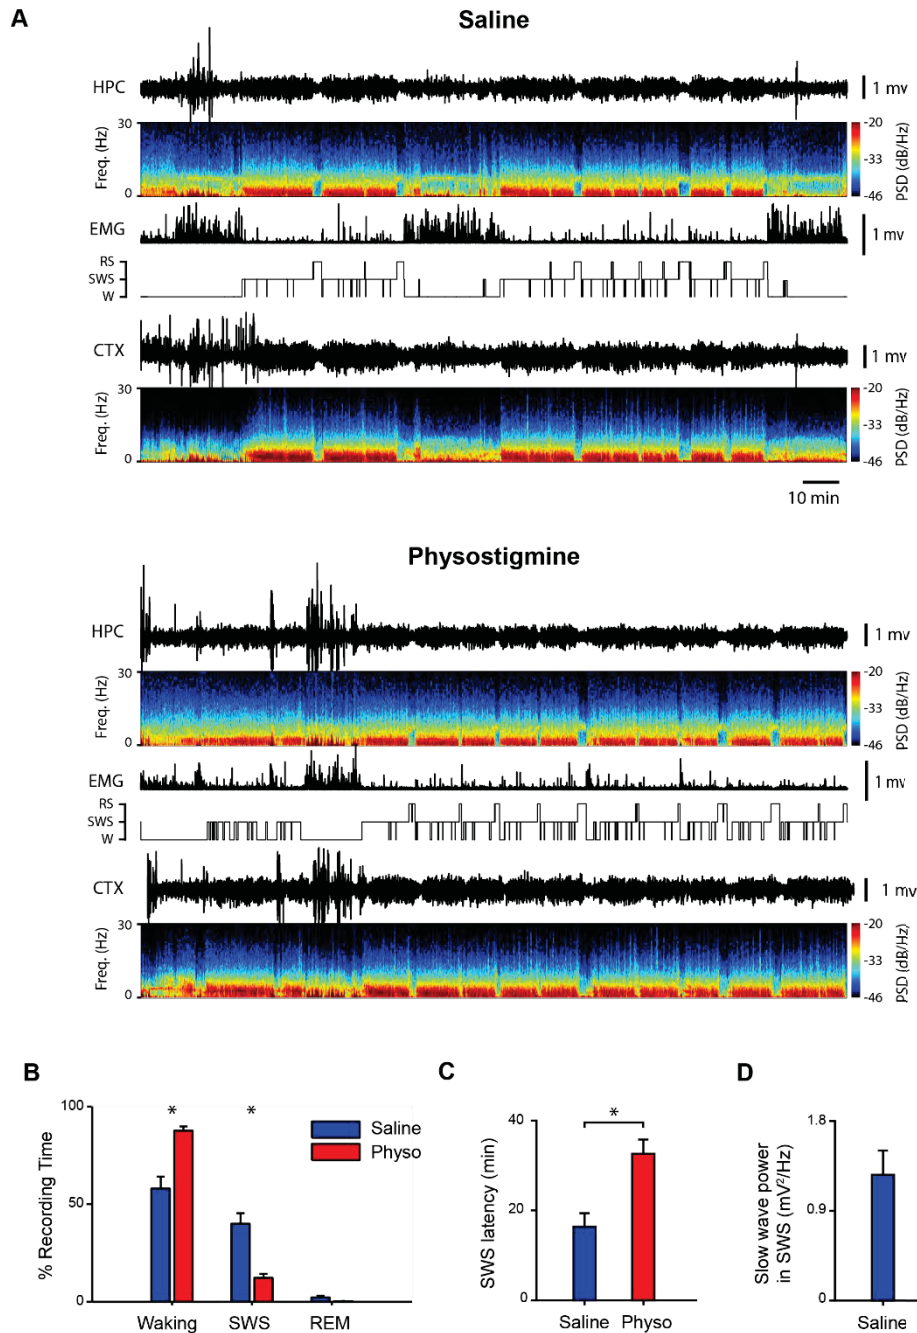 A
Saline
HPC
1 mv
30
Freq. (Hz)
0
-20
-33
-46
PSD (dB/Hz)
EMG
1 mv
RS
SWS
W
CTX
1 mv
30
Freq. (Hz)
0
-20
-33
-46
PSD (dB/Hz)
10 min
Physostigmine
HPC
1 mv
30
Freq. (Hz)
0
-20
-33
-46
PSD (dB/Hz)
EMG
1 mv
RS
SWS
W
CTX
1 mv
30
Freq. (Hz)
0
-20
-33
-46
PSD (dB/Hz)
B
% Recording Time
100
50
0
*
*
Saline
Physo
Waking
SWS
REM
C
SWS latency (min)
40
20
0
*
Saline
Physo
D
Slow wave power
in SWS (mV²/Hz)
1.8
0.9
0
Saline